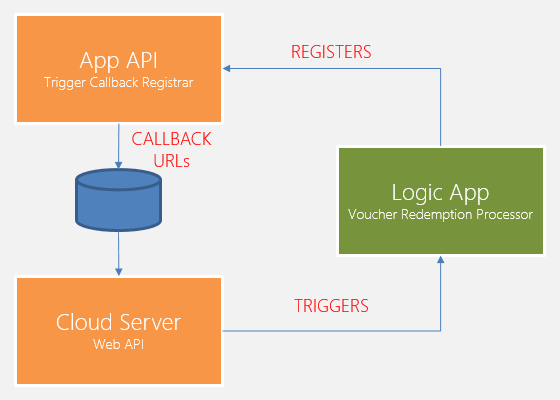 App API
Trigger Callback Registrar
REGISTERS
CALLBACK
URLs
Logic App
Voucher Redemption Processor
Cloud Server
Web API
TRIGGERS